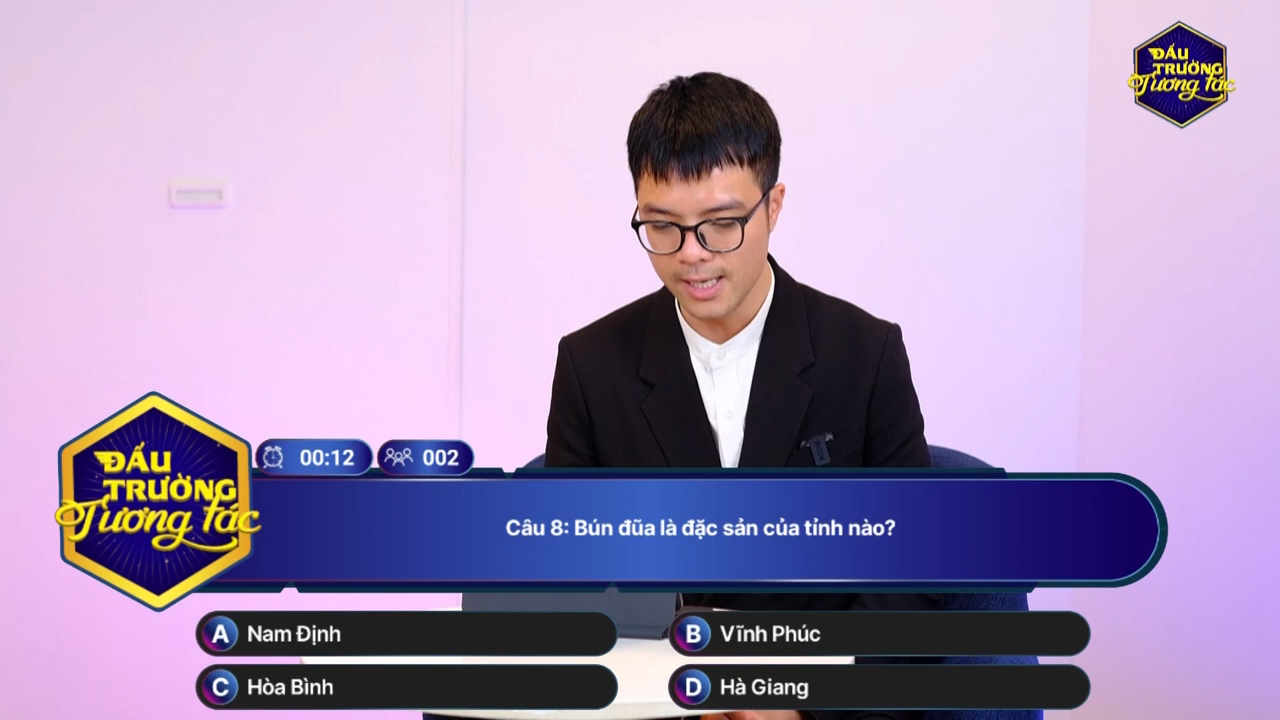 ĐẤU
TRƯỜNG
Tương tác
00:12
002
ĐẤU
TRƯỜNG
Tương tác
Câu 8: Bún đũa là đặc sản của tỉnh nào?
A Nam Định
B Vĩnh Phúc
C Hòa Bình
D Hà Giang